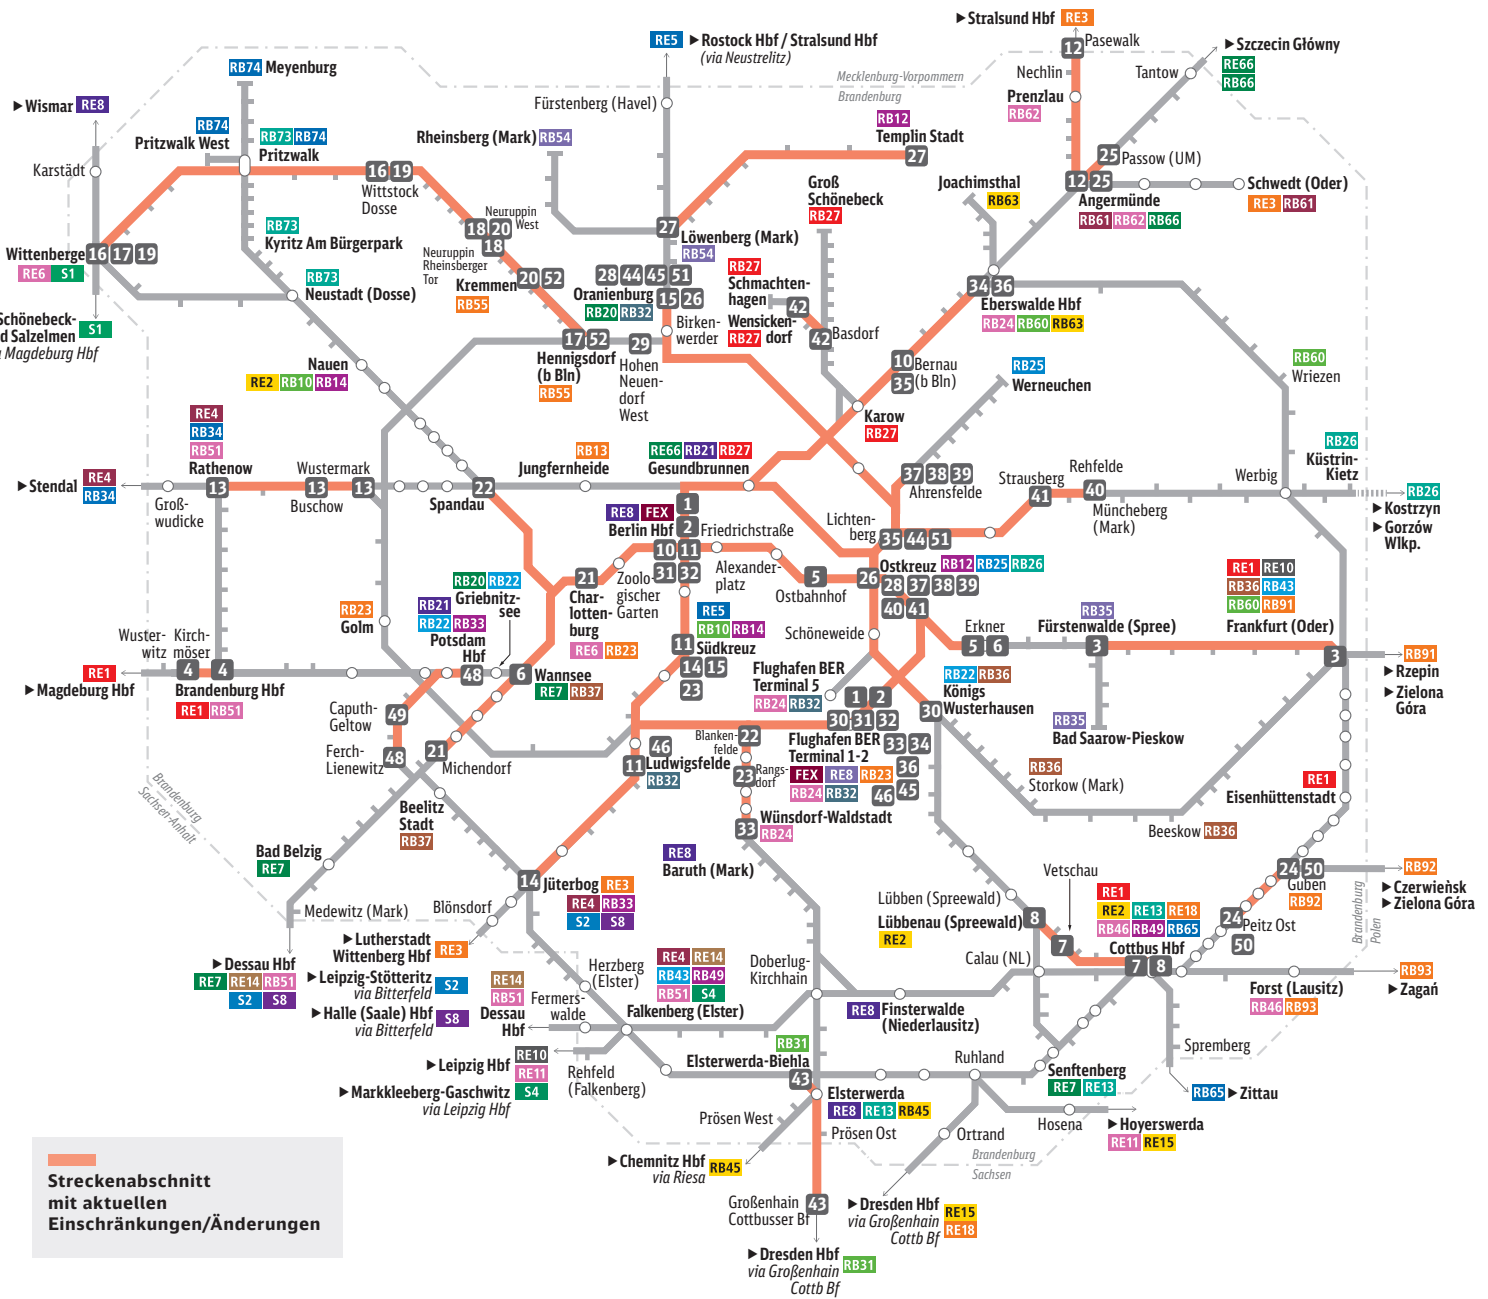 Stralsund Hbf RE3
12 Pasewalk
RE5 Rostock Hbf / Stralsund Hbf
(via Neustrelitz)
Szczecin Główny
RE66
RB66
Nechlin
Tantow
Mecklenburg-Vorpommern
Brandenburg
Prenzlau
RB62
RB74 Meyenburg
Wismar RE8
Fürstenberg (Havel)
RB74
Pritzwalk West
RB73 RB74
Pritzwalk
Rheinsberg (Mark) RB54
RB12
Templin Stadt
27
25 Passow (UM)
Karstädt
16 19
Wittstock
Dosse
Groß
Schönebeck
RB27
Joachimsthal
RB63
12 25
Angermünde
RB61 RB62 RB66
Schwedt (Oder)
RE3 RB61
Neuruppin
West
18 20
18
27
Löwenberg (Mark)
RB54
RB73
Kyritz Am Bürgerpark
Wittenberge 16 17 19
RE6 S1
Neuruppin
Rheinsberger
Tor
Kremmen 20 52
RB55
28 44 45 51
Oranienburg 15 26
RB20 RB32
RB27
Schmachten-
hagen
42
Wensicken-
RB27 dorf
42 Basdorf
34 36
Eberswalde Hbf
RB24 RB60 RB63
RB73
Neustadt (Dosse)
Schönebeck-
d Salzelmen
S1
Magdeburg Hbf
Birken-
werder
17 52
Hennigsdorf
(b Bln)
RB55
29
Hohen
Neuen-
dorf
West
10
Bernau
35 (b Bln)
RB25
Werneuchen
RB60
Wriezen
Nauen
RE2 RB10 RB14
Karow
RB27
RE4
RB34
RB51
Rathenow
13
Wustermark
13 13
Buschow
RB13
Jungfernheide
RE66 RB21 RB27
Gesundbrunnen
37 38 39
Ahrensfelde
Strausberg
41
Rehfelde
40
Müncheberg
(Mark)
Werbig
RB26
Küstrin-
Kietz
RB26
Kostrzyn
Gorzów
Wlkp.
Stendal RE4
RB34
Groß-
wudicke
Spandau
22
1
2
RE8 FEX
Berlin Hbf
Friedrichstraße
10 11
31 32
Alexander-
platz
5
Ostbahnhof
Lichten-
berg
35 44 51
26
Ostkreuz RB12 RB25 RB26
28 37 38 39
40 41
21
Char-
lotten-
burg
RE6 RB23
Zoolo-
gischer
Garten
RB20 RB22
Griebnitz-
see
RB21
RB22 RB33
Potsdam
Hbf
48
RB23
Golm
RE5
RB10 RB14
11 Südkreuz
14 15
23
Schöneweide
Flughafen BER
Terminal 5
RB24 RB32
Erkner
5 6
RB22 RB36
Königs
Wusterhausen
30
RB35
Fürstenwalde (Spree)
3
RE1 RE10
RB36 RB43
RB60 RB91
Frankfurt (Oder)
3
RB91
Rzepin
Zielona
Góra
Wuster-
witz
Kirch-
möser
4 4
Brandenburg Hbf
RE1 RB51
RE1
Magdeburg Hbf
6 Wannsee
RE7 RB37
Caputh-
Geltow
49
Ferch-
Lienewitz
48
21
Michendorf
46
11 Ludwigsfelde
RB32
Blanken-
felde
22
23 Rangs-
dorf
33
Wünsdorf-Waldstadt
RB24
1 2
30 31 32
Flughafen BER
Terminal 1-2
FEX RE8 RB23
RB24 RB32
33 34
36
46 45
RB35
Bad Saarow-Pieskow
RB36
Storkow (Mark)
Beeskow RB36
RE1
Eisenhüttenstadt
Brandenburg
Sachsen-Anhalt
Beelitz
Stadt
RB37
Bad Belzig
RE7
RE8
Baruth (Mark)
24 50
Guben
RB92
RB92
Czerwieńsk
Zielona Góra
Vetschau
Medewitz (Mark)
Blönsdorf
14 Jüterbog RE3
RE4 RB33
S2 S8
Lübben (Spreewald)
Lübbenau (Spreewald)
RE2
8
7
RE1
RE2 RE13 RE18
RB46 RB49 RB65
Cottbus Hbf
7 8
24 Peitz Ost
50
Brandenburg
Polen
Lutherstadt
Wittenberg Hbf RE3
Leipzig-Stötteritz S2
via Bitterfeld
Halle (Saale) Hbf S8
via Bitterfeld
Dessau Hbf
RE7 RE14 RB51
S2 S8
RE14
RB51
Dessau
Hbf
Herzberg
(Elster)
Fermers-
walde
RE4 RE14
RB43 RB49
RB51 S4
Falkenberg (Elster)
Doberlug-
Kirchhain
Calau (NL)
RE8 Finsterwalde
(Niederlausitz)
Forst (Lausitz)
RB46 RB93
RB93
Zagań
Leipzig Hbf RE10
RE11
Markkleeberg-Gaschwitz S4
via Leipzig Hbf
Rehfeld
(Falkenberg)
RB31
Elsterwerda-Biehla
43
Elsterwerda
RE8 RE13 RB45
Ruhland
Senftenberg
RE7 RE13
Spremberg
RB65 Zittau
Prösen West
Prösen Ost
Ortrand
Hosena
Hoyerswerda
RE11 RE15
Brandenburg
Sachsen
Chemnitz Hbf RB45
via Riesa
Großenhain
Cottbusser Bf
43
Dresden Hbf RE15
via Großenhain RE18
Cottb Bf
Dresden Hbf RB31
via Großenhain
Cottb Bf
Streckenabschnitt
mit aktuellen
Einschränkungen/Änderungen